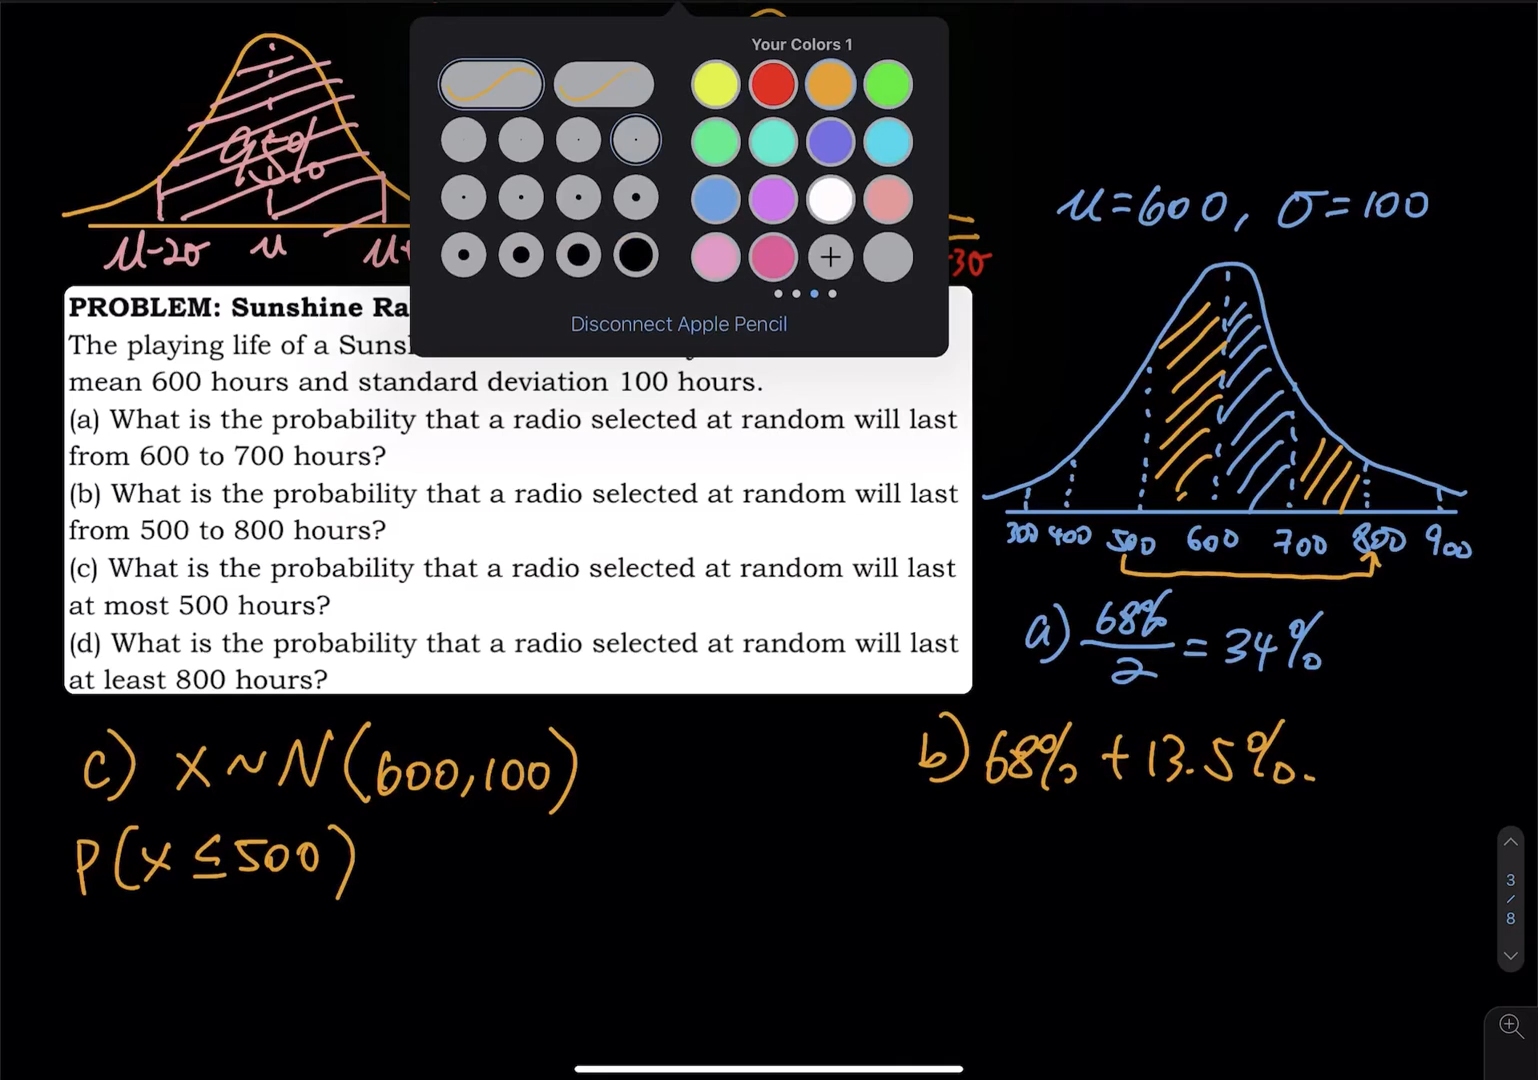 Your Colors 1
95%
μ-2σ μ μ+
3σ
μ=600, σ=100
Disconnect Apple Pencil
PROBLEM: Sunshine Ra
The playing life of a Suns
mean 600 hours and standard deviation 100 hours.
(a) What is the probability that a radio selected at random will last
from 600 to 700 hours?
(b) What is the probability that a radio selected at random will last
from 500 to 800 hours?
(c) What is the probability that a radio selected at random will last
at most 500 hours?
(d) What is the probability that a radio selected at random will last
at least 800 hours?
300 400 500 600 700 800 900
a) 68%/2 = 34%
b) 68% + 13.5%.
c) X ~ N(600,100)
P(X ≤ 500)
3
/
8